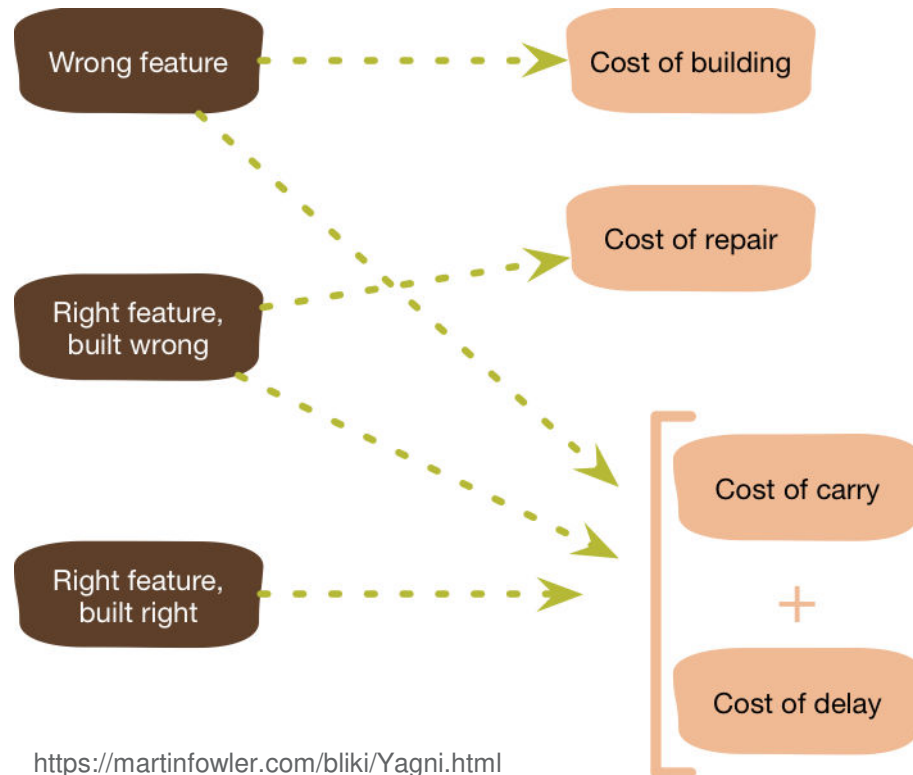 Wrong feature
Cost of building
Cost of repair
Right feature,
built wrong
Cost of carry
Right feature,
built right
+
Cost of delay
https://martinfowler.com/bliki/Yagni.html